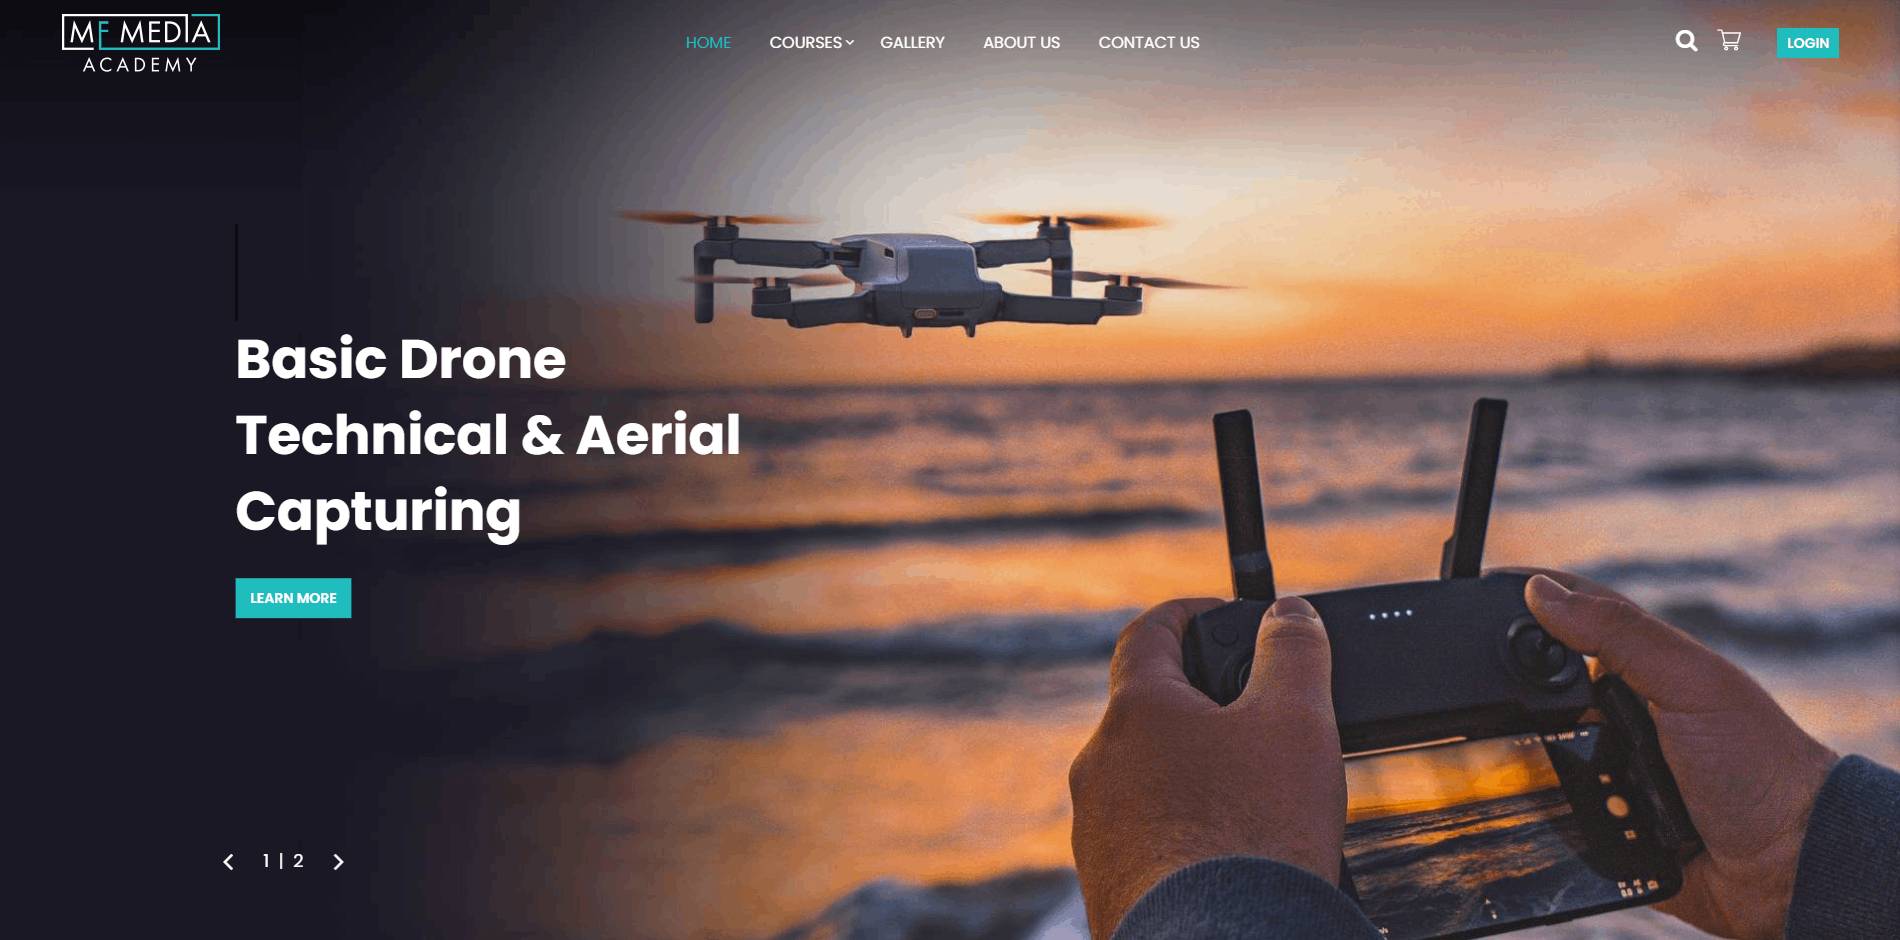 MF MEDIA
ACADEMY
HOME COURSES GALLERY ABOUT US CONTACT US LOGIN
Basic Drone
Technical & Aerial
Capturing
LEARN MORE
1 | 2